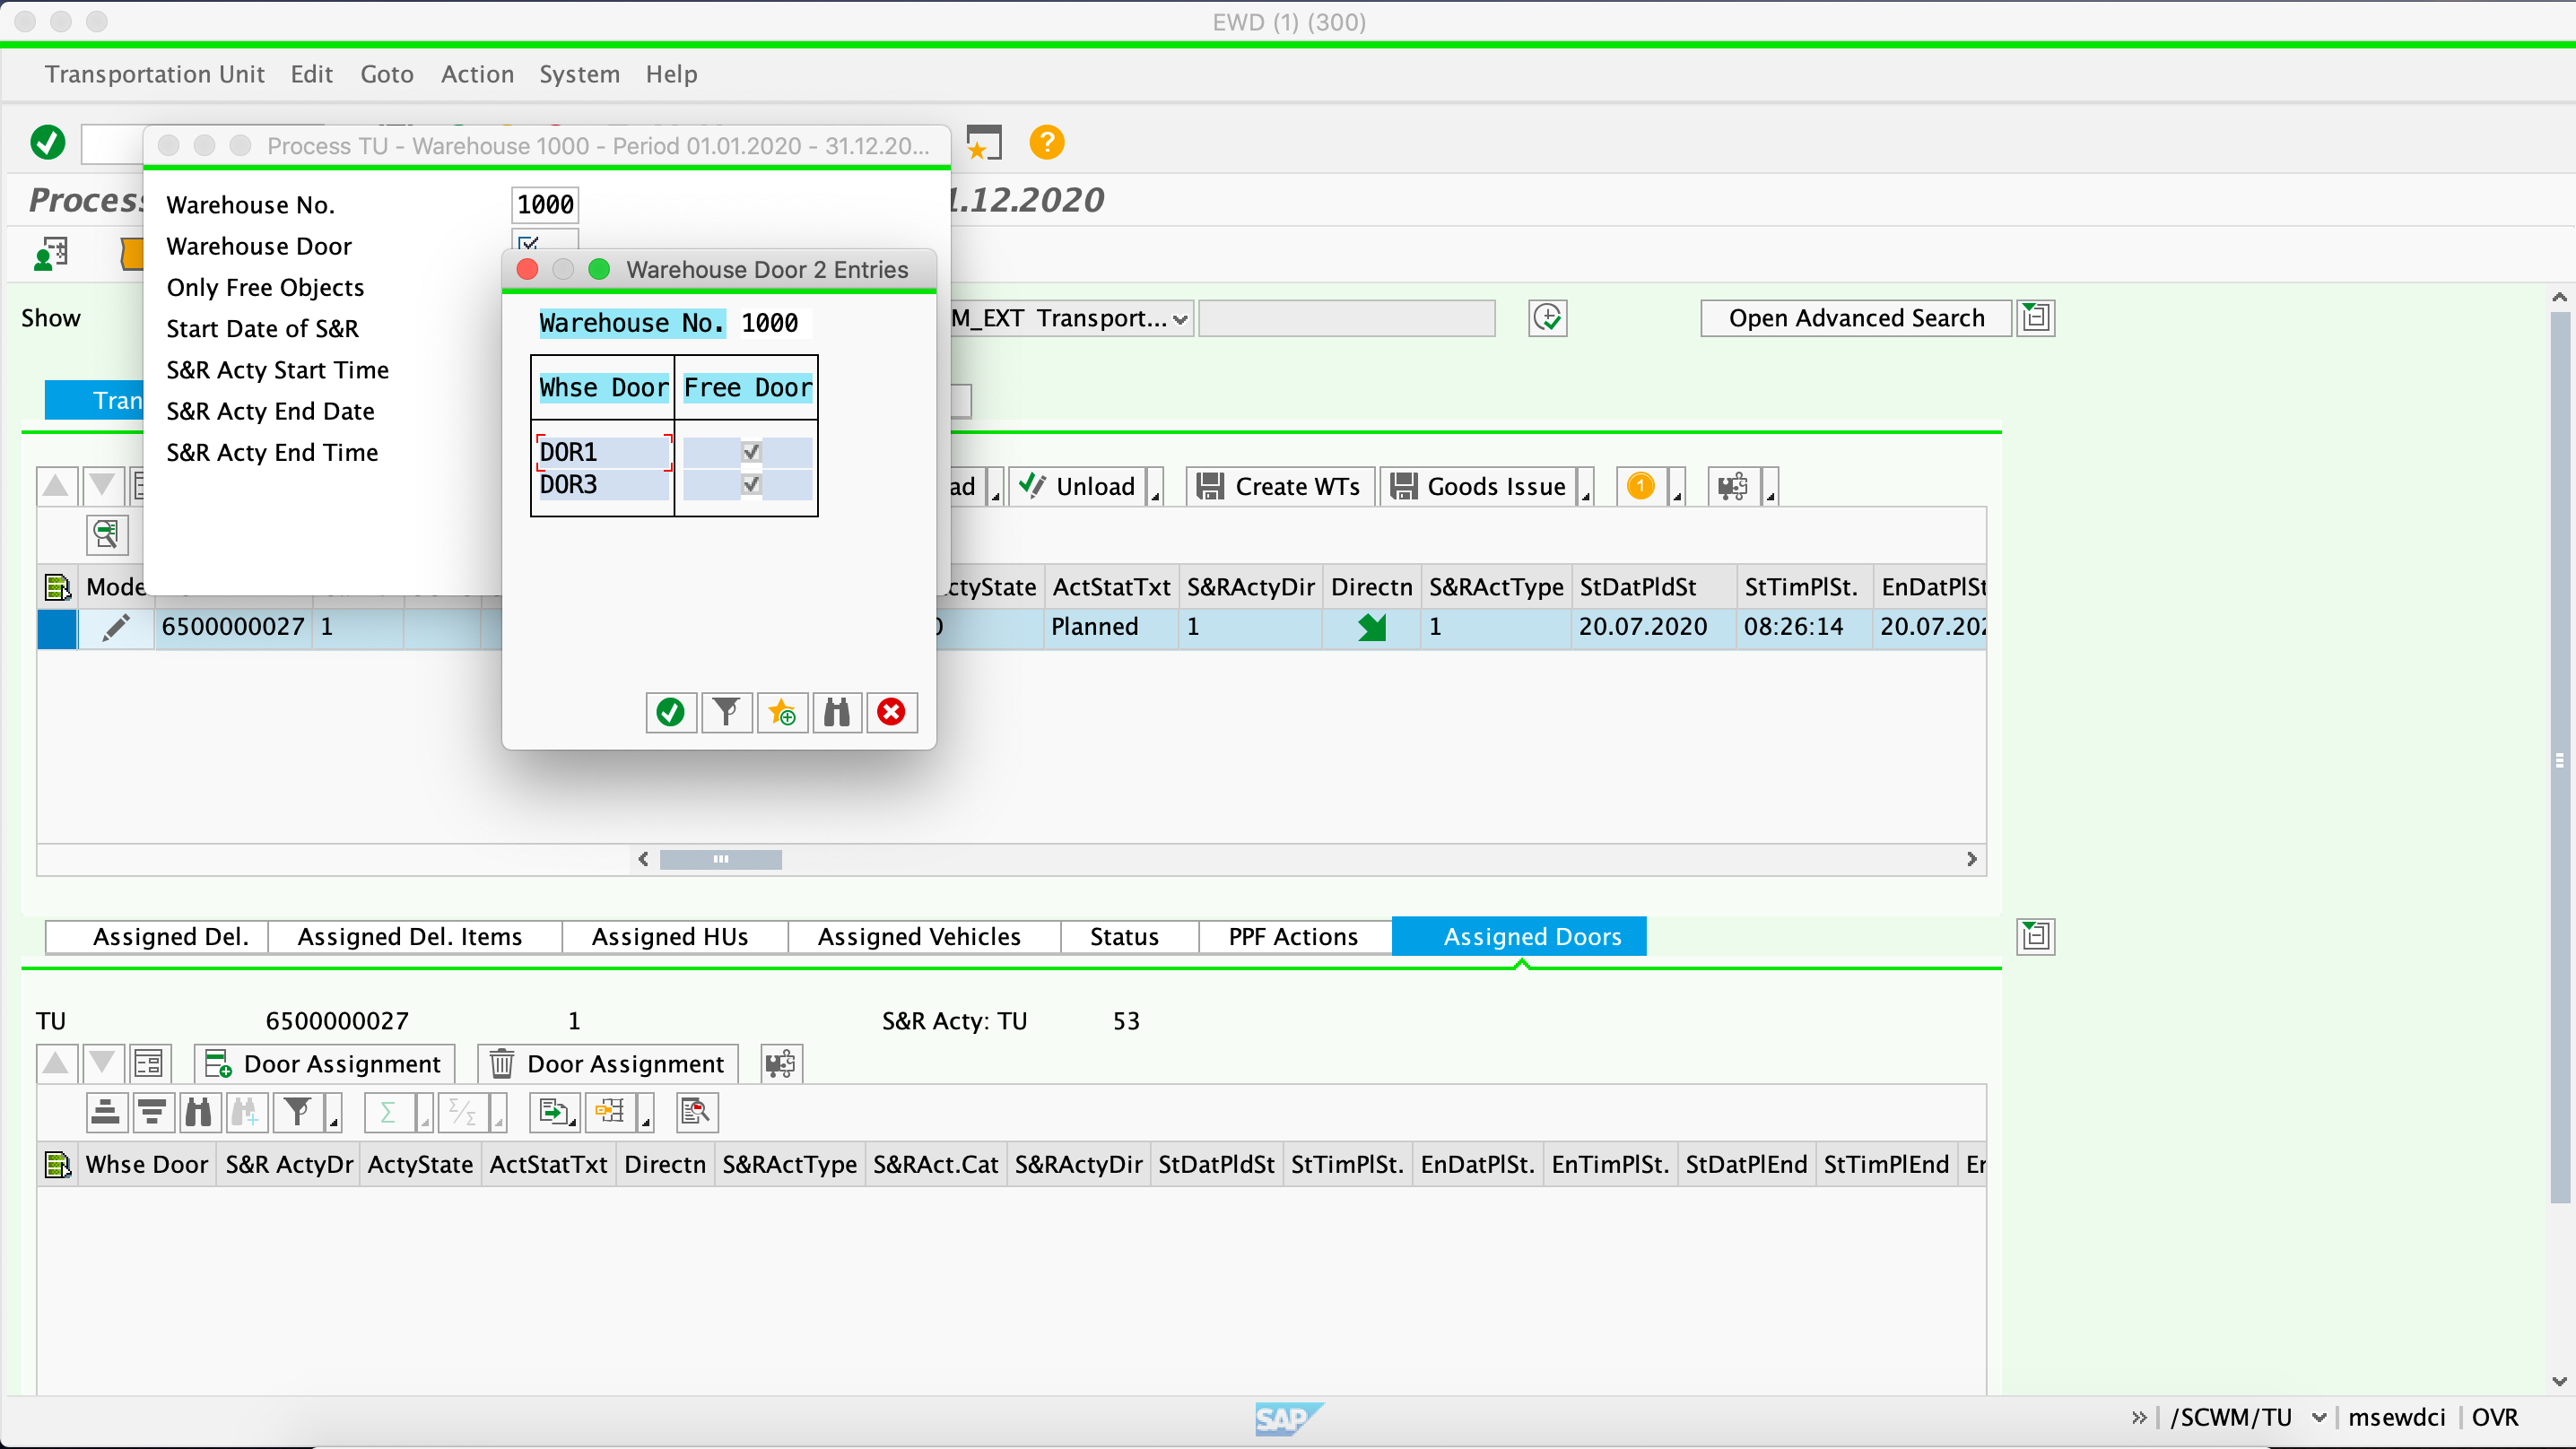 EWD (1) (300)
Transportation Unit Edit Goto Action System Help
Process TU - Warehouse 1000 - Period 01.01.2020 - 31.12.20...
Process 1.12.2020
Warehouse No. 1000
Warehouse Door
Only Free Objects
Start Date of S&R
S&R Acty Start Time
S&R Acty End Date
S&R Acty End Time
Warehouse Door 2 Entries
Warehouse No. 1000
Whse Door Free Door
DOR1
DOR3
Show M_EXT Transport... Open Advanced Search
Tran
ad Unload Create WTs Goods Issue 1
Mode ctyState ActStatTxt S&RActyDir Directn S&RActType StDatPldSt StTimPlSt. EnDatPlSt
6500000027 1 0 Planned 1 1 20.07.2020 08:26:14 20.07.202
Assigned Del. Assigned Del. Items Assigned HUs Assigned Vehicles Status PPF Actions Assigned Doors
TU 6500000027 1 S&R Acty: TU 53
Door Assignment Door Assignment
Whse Door S&R ActyDr ActyState ActStatTxt Directn S&RActType S&RAct.Cat S&RActyDir StDatPldSt StTimPlSt. EnDatPlSt. EnTimPlSt. StDatPlEnd StTimPlEnd Er
SAP /SCWM/TU msewdci OVR